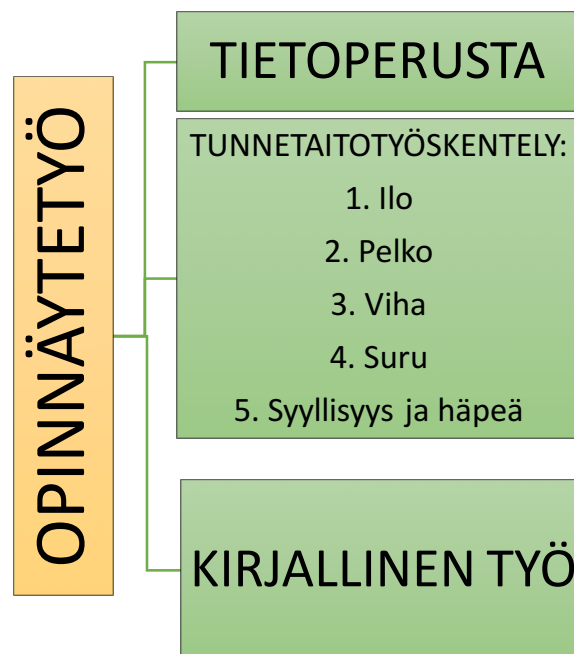 OPINNÄYTETYÖ
TIETOPERUSTA
TUNNETAITOTYÖSKENTELY:
1. Ilo
2. Pelko
3. Viha
4. Suru
5. Syyllisyys ja häpeä
KIRJALLINEN TYÖ